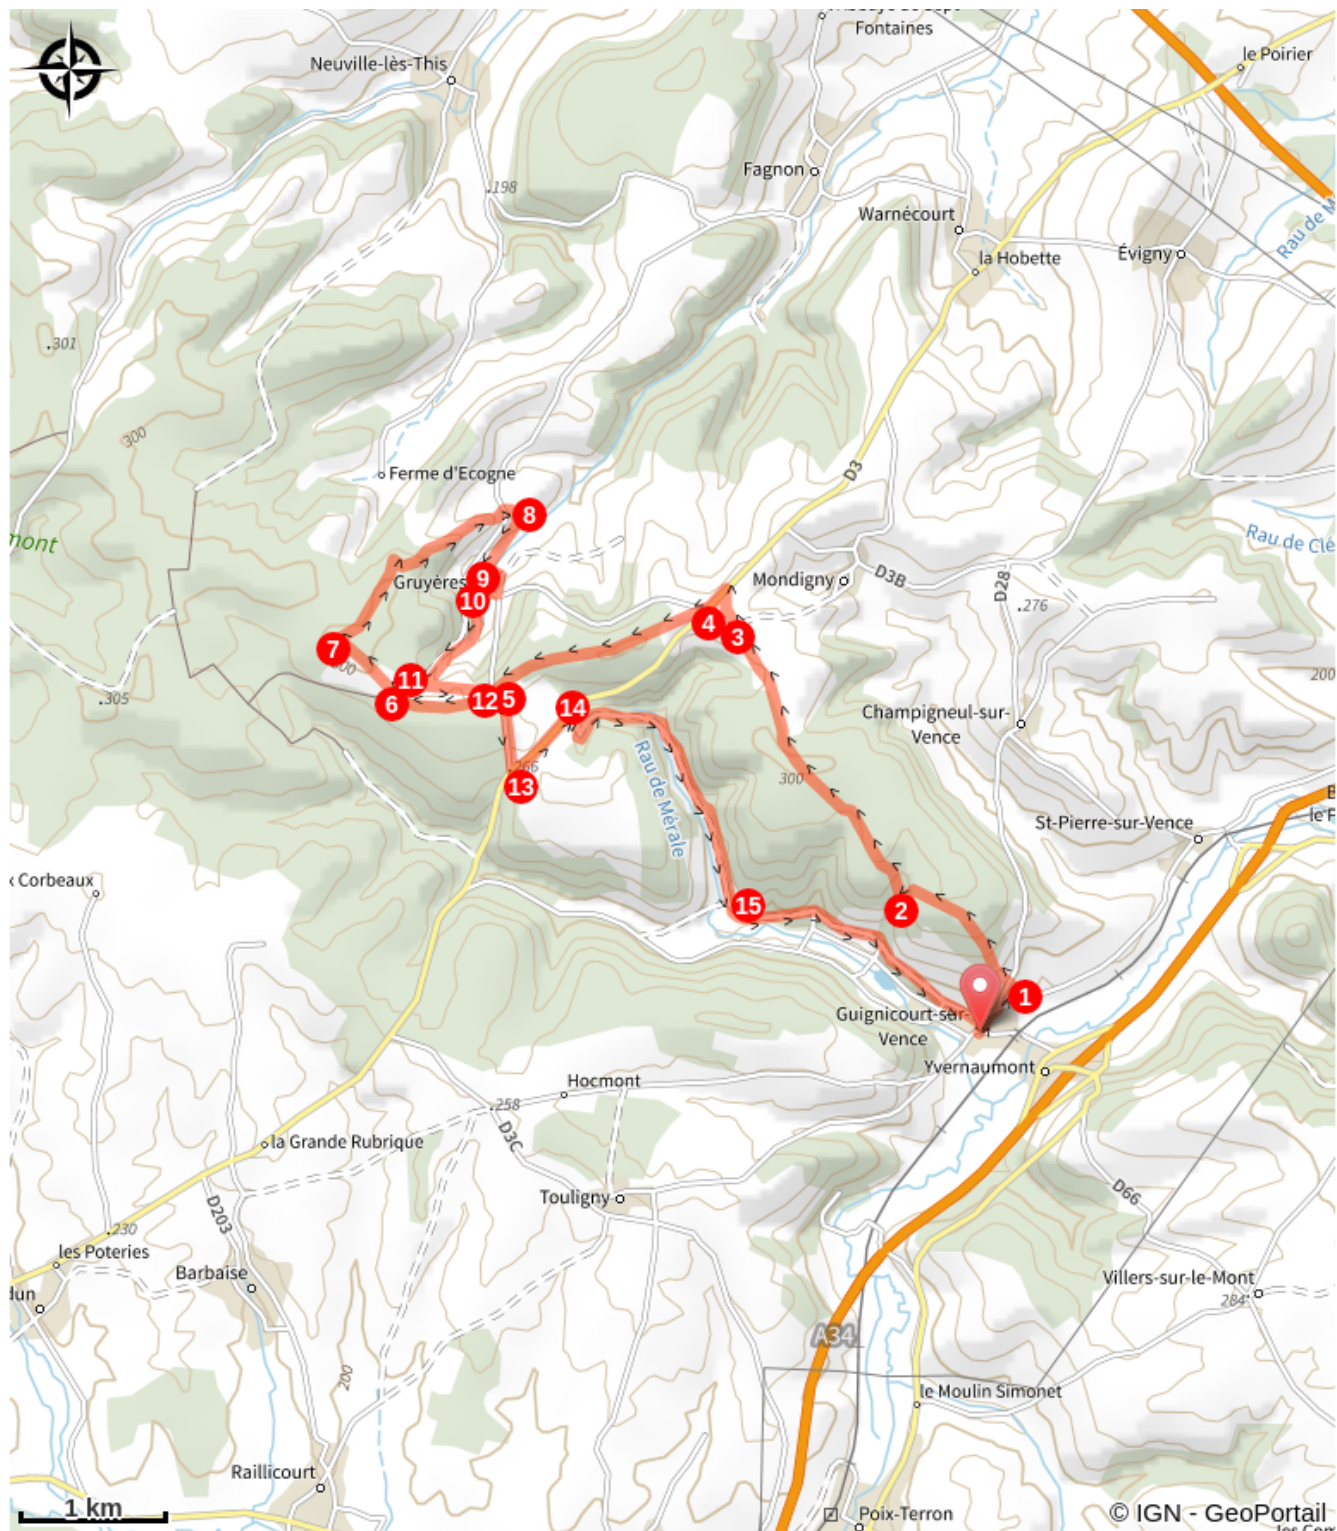 Fontaines
Neuville-lès-This
le Poirier
198
Fagnon
Warnécourt
la Hobette
Évigny
Rau de M
301
300
D3
Ferme d'Ecogne
mont
8
Rau de Clé
Gruyères
9
10
Mondigny
D3B
D28
276
4
3
7
300
11
305
6
12
5
200
14
Champigneul-sur-
Vence
266
13
Rau de Mérale
300
St-Pierre-sur-Vence
B
le F
x Corbeaux
15
2
1
Guignicourt-sur-
Vence
Yvernaumont
Hocmont
258
D3C
la Grande Rubrique
Touligny
D66
D203
230
les Poteries
Barbaise
dun
Villers-sur-le-Mont
284
A34
200
le Moulin Simonet
Raillicourt
1 km
Poix-Terron
© IGN - GeoPortail